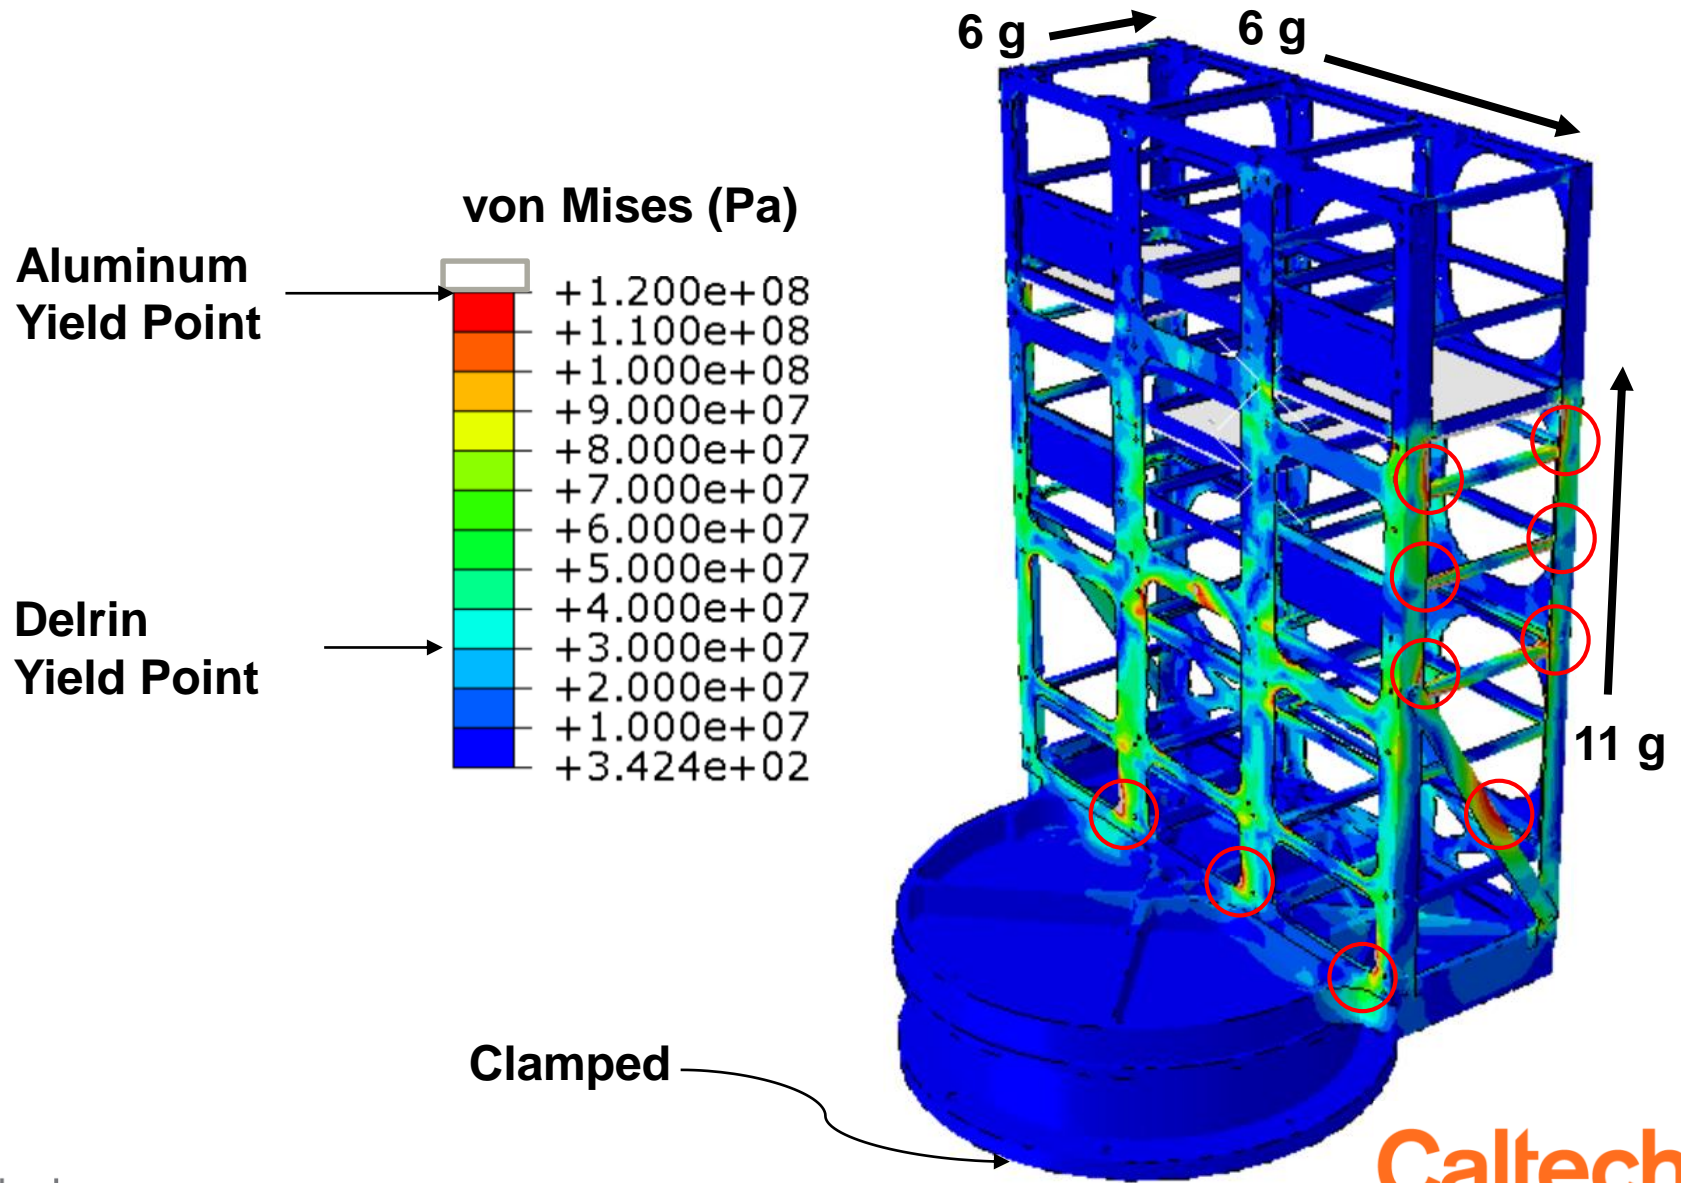 6 g
6 g
von Mises (Pa)
Aluminum
Yield Point
+1.200e+08
+1.100e+08
+1.000e+08
+9.000e+07
+8.000e+07
+7.000e+07
+6.000e+07
+5.000e+07
+4.000e+07
+3.000e+07
+2.000e+07
+1.000e+07
+3.424e+02
Delrin
Yield Point
11 g
Clamped
Caltech